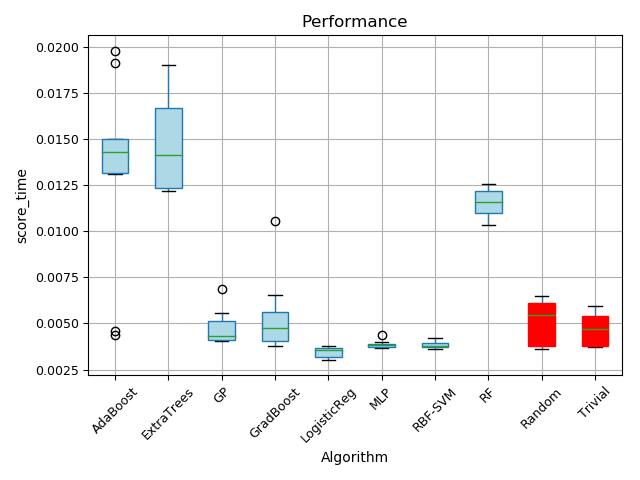 Performance
0.0200
0.0175
0.0150
0.0125
0.0100
0.0075
0.0050
0.0025
score_time
AdaBoost
ExtraTrees
GP
GradBoost
LogisticReg
MLP
RBF-SVM
RF
Random
Trivial
Algorithm